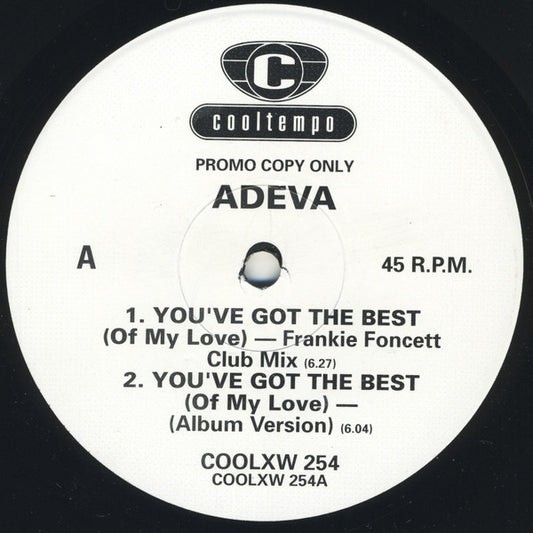 C
cooltempo
PROMO COPY ONLY
ADEVA
A
45 R.P.M.
1. YOU'VE GOT THE BEST
(Of My Love) — Frankie Foncett
Club Mix (6.27)
2. YOU'VE GOT THE BEST
(Of My Love) —
(Album Version) (6.04)
COOLXW 254
COOLXW 254A